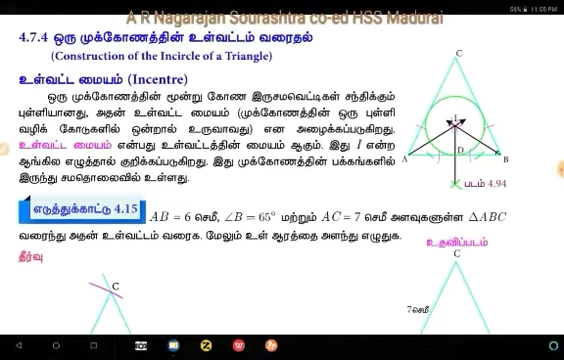 A R Nagarajan Sourashtra co-ed HSS Madurai
56% 11:55 PM
4.7.4 ஒரு முக்கோணத்தின் உள்வட்டம் வரைதல்
(Construction of the Incircle of a Triangle)
உள்வட்ட மையம் (Incentre)
ஒரு முக்கோணத்தின் மூன்று கோண இருசமவெட்டிகள் சந்திக்கும்
புள்ளியானது, அதன் உள்வட்ட மையம் (முக்கோணத்தின் ஒரு புள்ளி
வழிக் கோடுகளில் ஒன்றால் உருவாவது) என அழைக்கப்படுகிறது.
உள்வட்ட மையம் என்பது உள்வட்டத்தின் மையம் ஆகும். இது I என்ற
ஆங்கில எழுத்தால் குறிக்கப்படுகிறது. இது முக்கோணத்தின் பக்கங்களில்
இருந்து சமதொலைவில் உள்ளது.
C
I
A
D
B
படம் 4.94
எடுத்துக்காட்டு 4.15
AB = 6 செமீ, ∠B = 65° மற்றும் AC = 7 செமீ அளவுகளுள்ள ΔABC
வரைந்து அதன் உள்வட்டம் வரைக. மேலும் உள் ஆரத்தை அளந்து எழுதுக.
தீர்வு
உதவிப்படம்
C
C
7செமீ